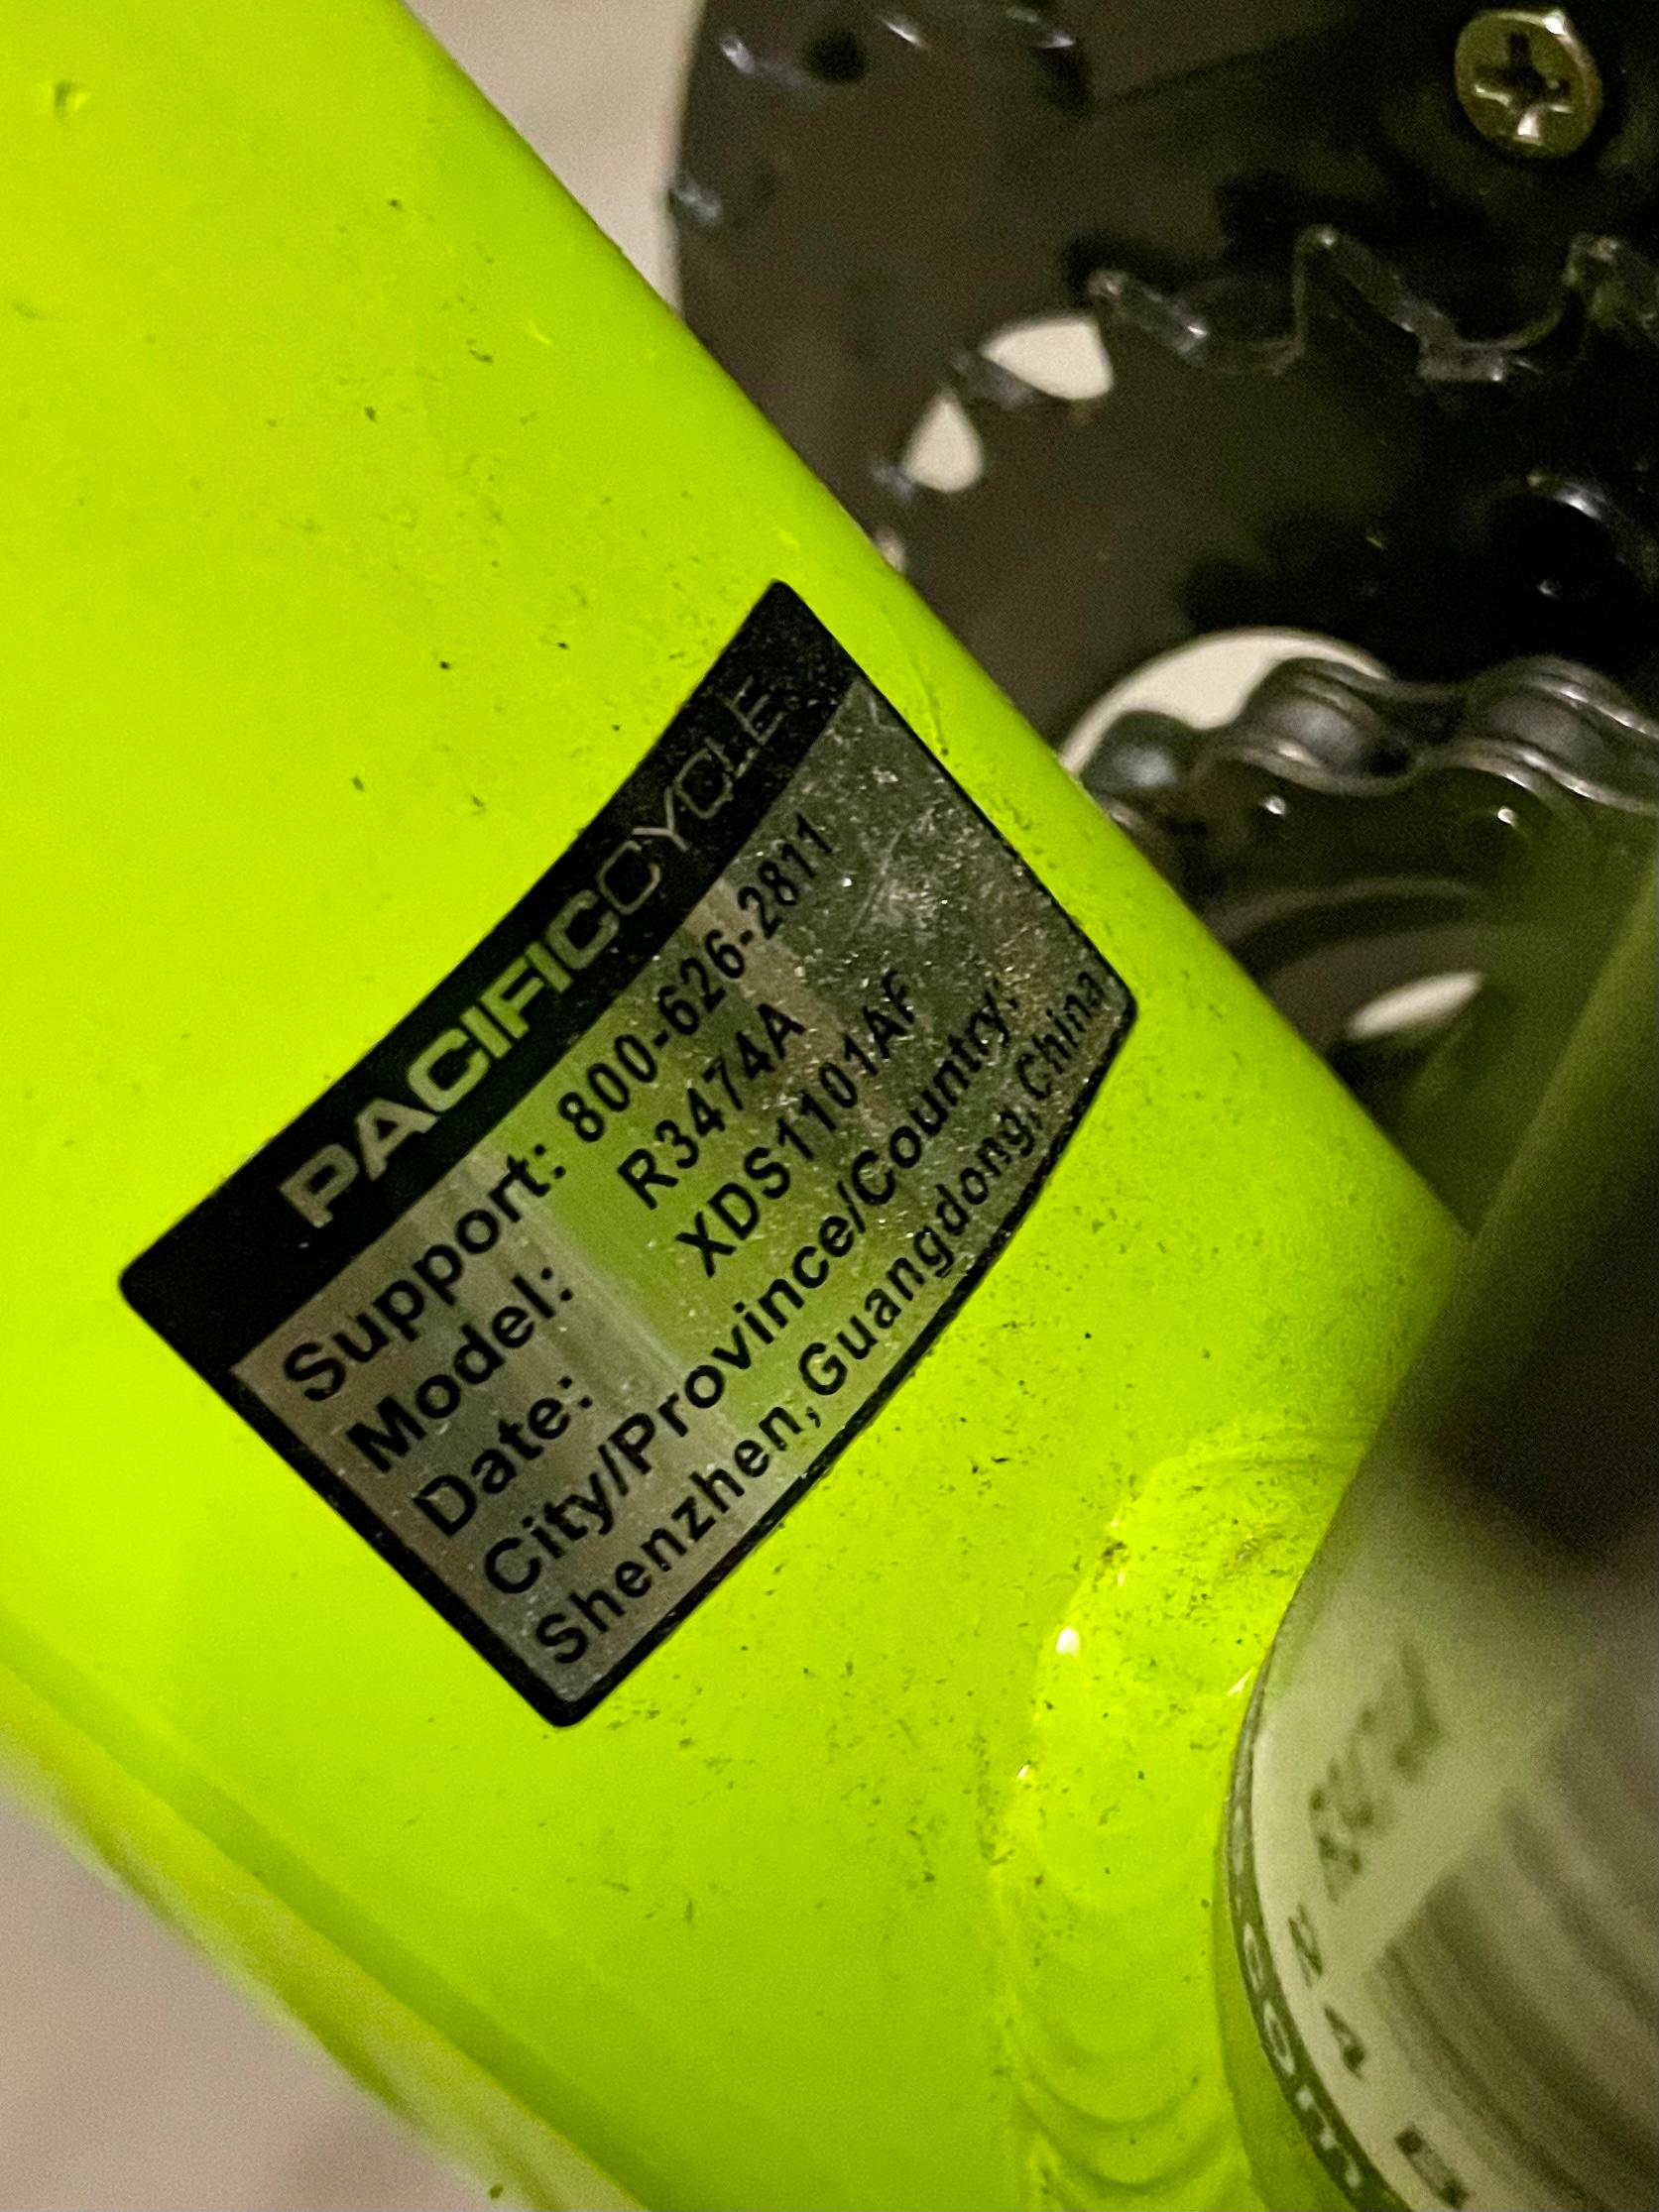 PACIFICCYCLE
Support: 800-626-2811
Model: R3474A
Date: XDS1101AF
City/Province/Country:
Shenzhen, Guangdong, China